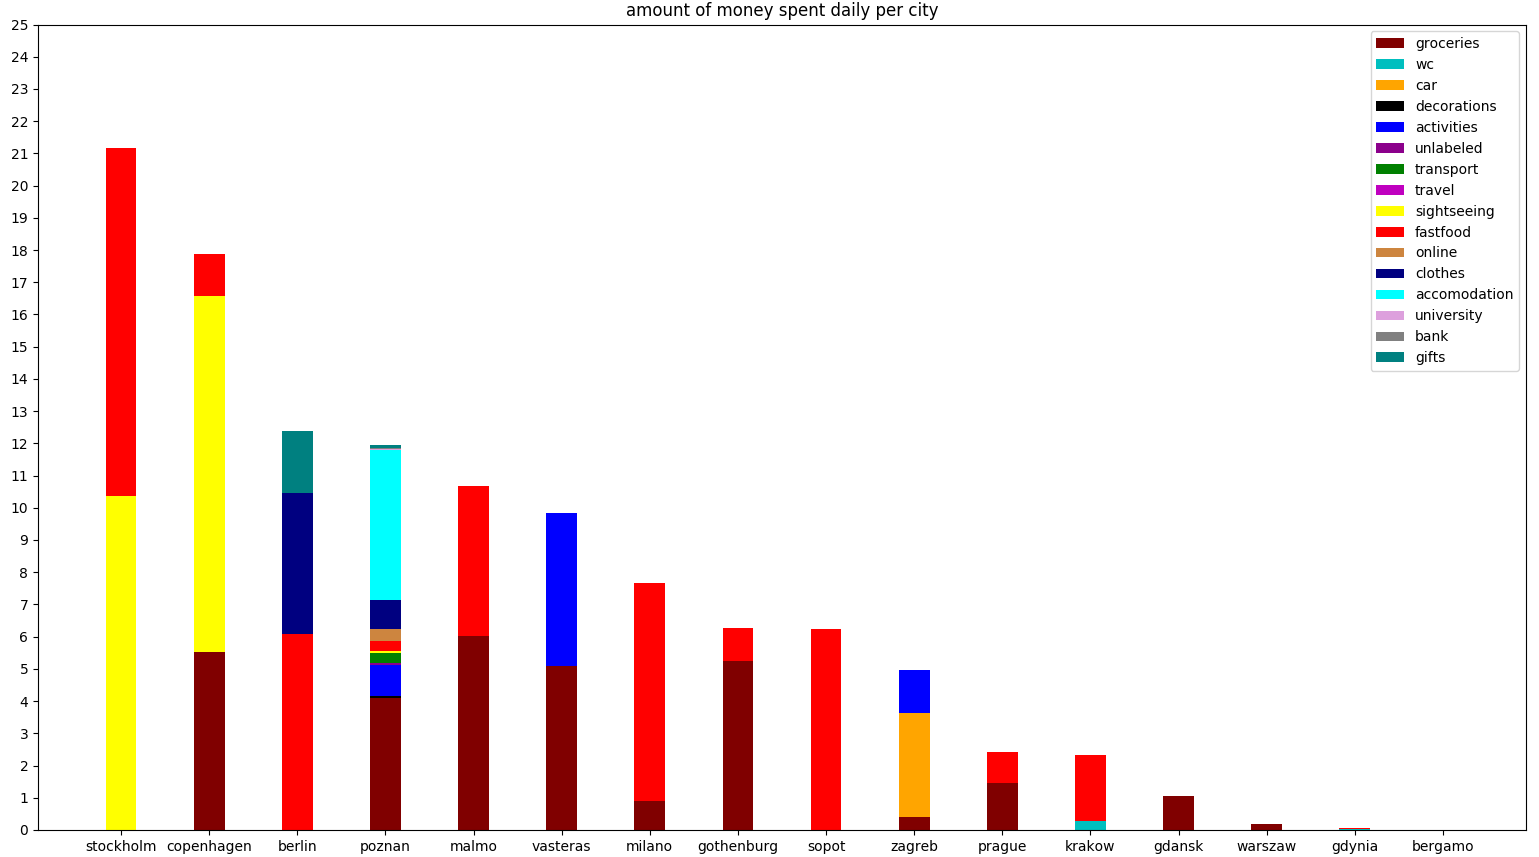 amount of money spent daily per city
25
24
23
22
21
20
19
18
17
16
15
14
13
12
11
10
9
8
7
6
5
4
3
2
1
0
groceries
wc
car
decorations
activities
unlabeled
transport
travel
sightseeing
fastfood
online
clothes
accomodation
university
bank
gifts
stockholm copenhagen berlin poznan malmo vasteras milano gothenburg sopot zagreb prague krakow gdansk warszaw gdynia bergamo